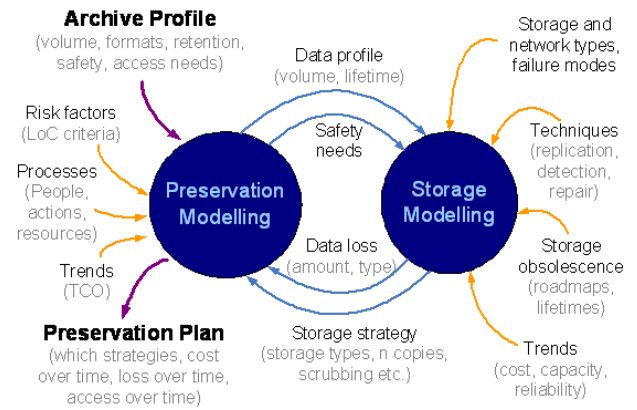 Archive Profile
(volume, formats, retention,
safety, access needs)
Risk factors
(LoC criteria)
Processes
(People,
actions,
resources)
Trends
(TCO)
Preservation Plan
(which strategies, cost
over time, loss over time,
access over time)
Preservation
Modelling
Data profile
(volume, lifetime)
Safety
needs
Data loss
(amount, type)
Storage strategy
(storage types, n copies,
scrubbing etc.)
Storage
Modelling
Storage and
network types,
failure modes
Techniques
(replication,
detection,
repair)
Storage
obsolescence
(roadmaps,
lifetimes)
Trends
(cost, capacity,
reliability)